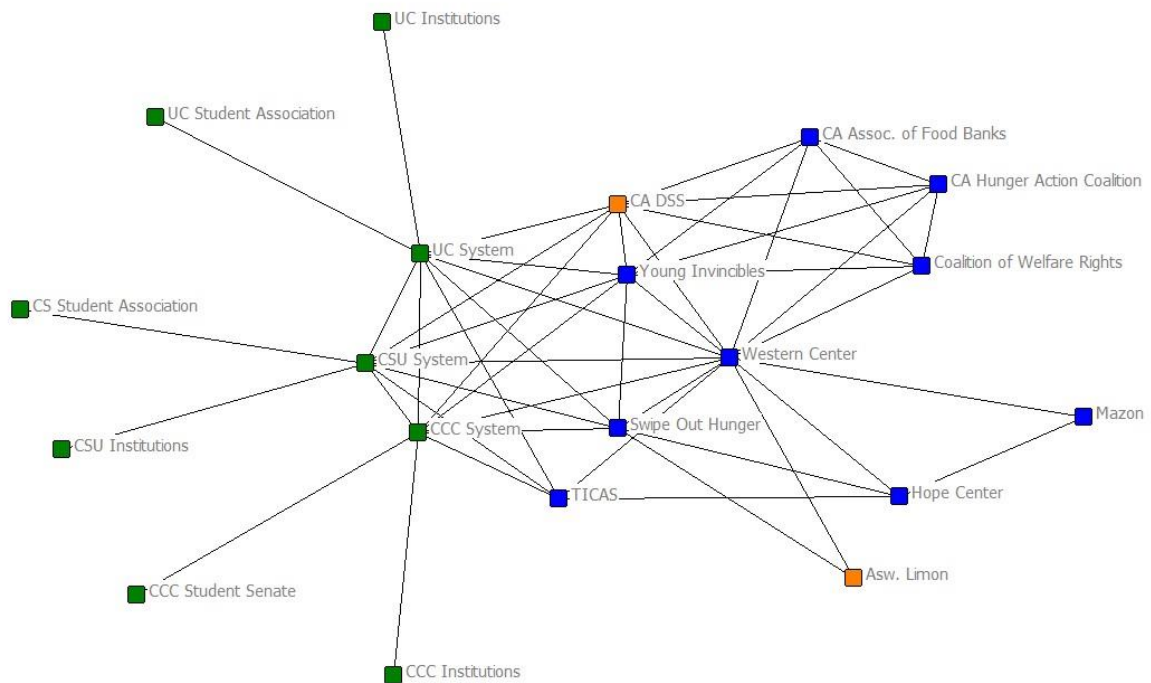 UC Institutions
UC Student Association
CA Assoc. of Food Banks
CA Hunger Action Coalition
CA DSS
UC System
Coalition of Welfare Rights
Young Invincibles
CS Student Association
Western Center
CSU System
Mazon
Swipe Out Hunger
CCC System
CSU Institutions
Hope Center
TICAS
Asw. Limon
CCC Student Senate
CCC Institutions